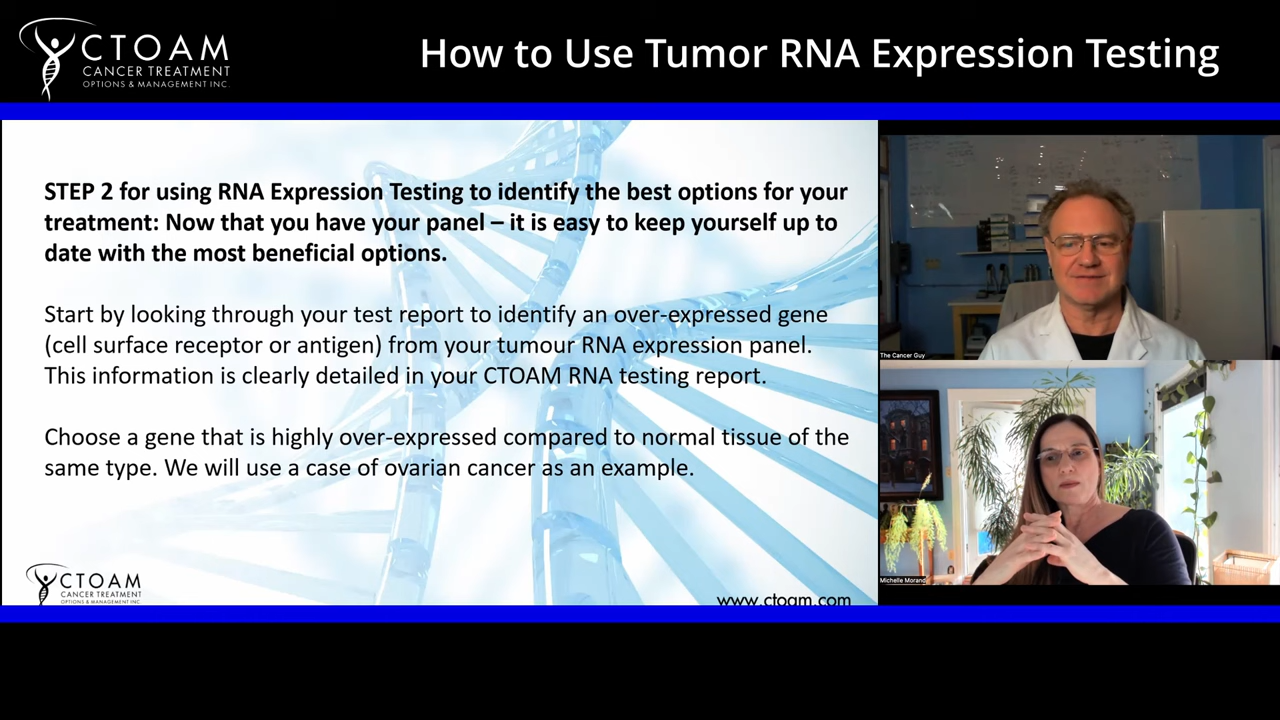 CTOAM
CANCER TREATMENT
OPTIONS & MANAGEMENT INC.
How to Use Tumor RNA Expression Testing
STEP 2 for using RNA Expression Testing to identify the best options for your
treatment: Now that you have your panel – it is easy to keep yourself up to
date with the most beneficial options.
Start by looking through your test report to identify an over-expressed gene
(cell surface receptor or antigen) from your tumour RNA expression panel.
This information is clearly detailed in your CTOAM RNA testing report.
Choose a gene that is highly over-expressed compared to normal tissue of the
same type. We will use a case of ovarian cancer as an example.
CTOAM
CANCER TREATMENT
OPTIONS & MANAGEMENT INC.
www.ctoam.com
The Cancer Guy
Michelle Morand